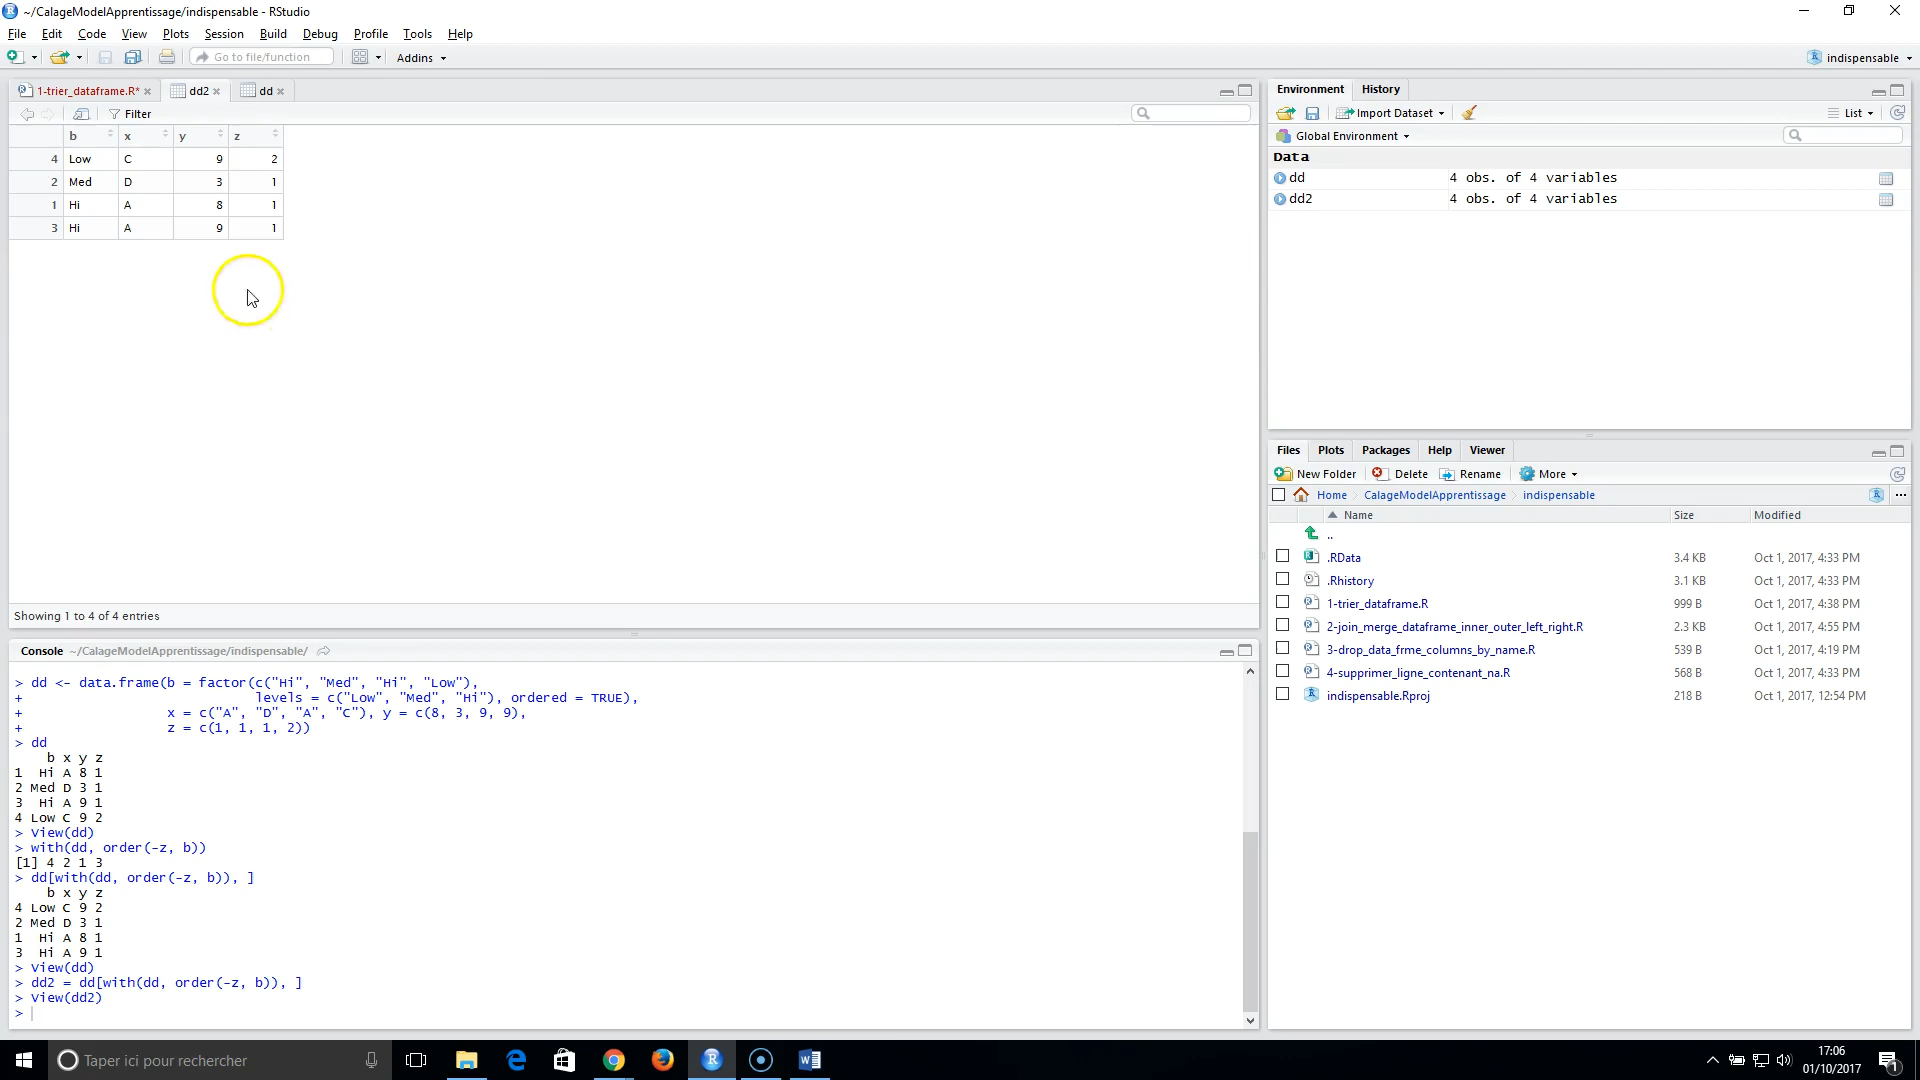 ~/CalageModelApprentissage/indispensable - RStudio
File Edit Code View Plots Session Build Debug Profile Tools Help
Go to file/function Addins indispensable
1-trier_dataframe.R* dd2 dd
Filter
b x y z
4 Low C 9 2
2 Med D 3 1
1 Hi A 8 1
3 Hi A 9 1
Showing 1 to 4 of 4 entries
Console ~/CalageModelApprentissage/indispensable/
> dd <- data.frame(b = factor(c("Hi", "Med", "Hi", "Low"),
+ levels = c("Low", "Med", "Hi"), ordered = TRUE),
+ x = c("A", "D", "A", "C"), y = c(8, 3, 9, 9),
+ z = c(1, 1, 1, 2))
> dd
b x y z
1 Hi A 8 1
2 Med D 3 1
3 Hi A 9 1
4 Low C 9 2
> View(dd)
> with(dd, order(-z, b))
[1] 4 2 1 3
> dd[with(dd, order(-z, b)), ]
b x y z
4 Low C 9 2
2 Med D 3 1
1 Hi A 8 1
3 Hi A 9 1
> View(dd)
> dd2 = dd[with(dd, order(-z, b)), ]
> View(dd2)
>
Environment History
Import Dataset List
Global Environment
Data
dd 4 obs. of 4 variables
dd2 4 obs. of 4 variables
Files Plots Packages Help Viewer
New Folder Delete Rename More
Home CalageModelApprentissage indispensable ...
Name Size Modified
..
.RData 3.4 KB Oct 1, 2017, 4:33 PM
.Rhistory 3.1 KB Oct 1, 2017, 4:33 PM
1-trier_dataframe.R 999 B Oct 1, 2017, 4:38 PM
2-join_merge_dataframe_inner_outer_left_right.R 2.3 KB Oct 1, 2017, 4:55 PM
3-drop_data_frme_columns_by_name.R 539 B Oct 1, 2017, 4:19 PM
4-supprimer_ligne_contenant_na.R 568 B Oct 1, 2017, 4:33 PM
indispensable.Rproj 218 B Oct 1, 2017, 12:54 PM
Taper ici pour rechercher
17:06
01/10/2017
1